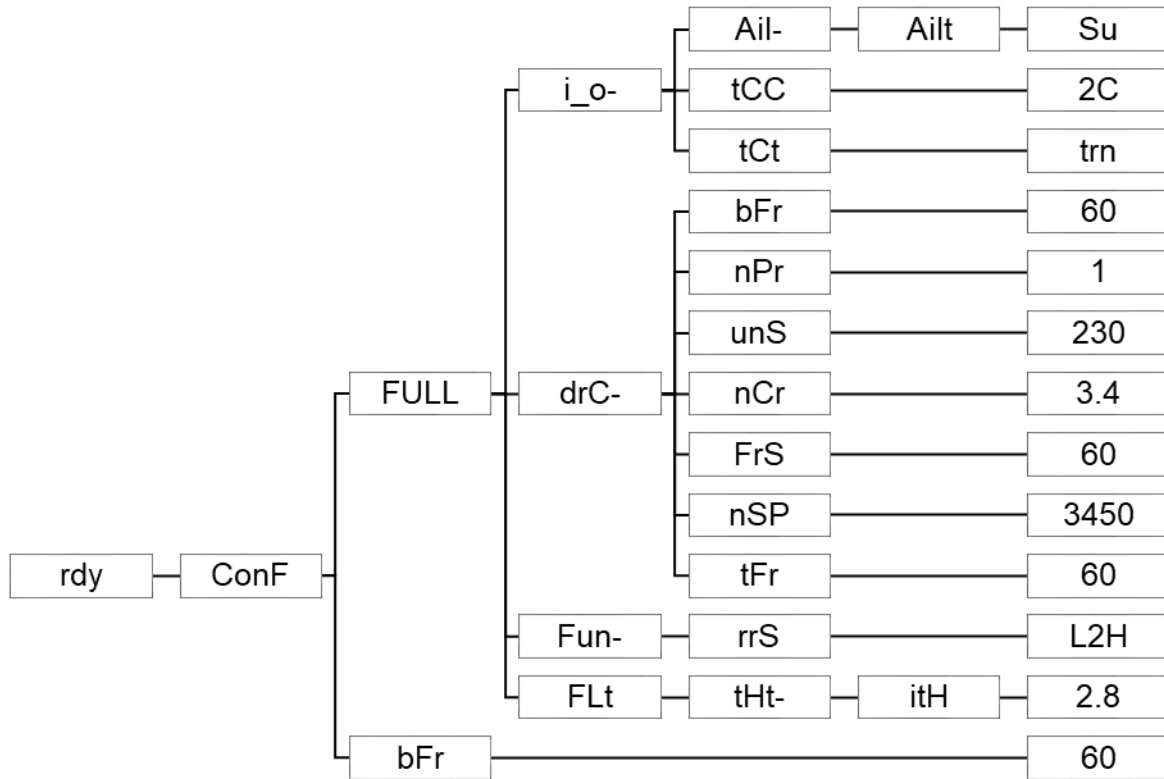 Ail- Ailt Su
i_o- tCC 2C
tCt trn
bFr 60
nPr 1
unS 230
FULL drC- nCr 3.4
FrS 60
nSP 3450
rdy ConF tFr 60
Fun- rrS L2H
FLt tHt- itH 2.8
bFr 60